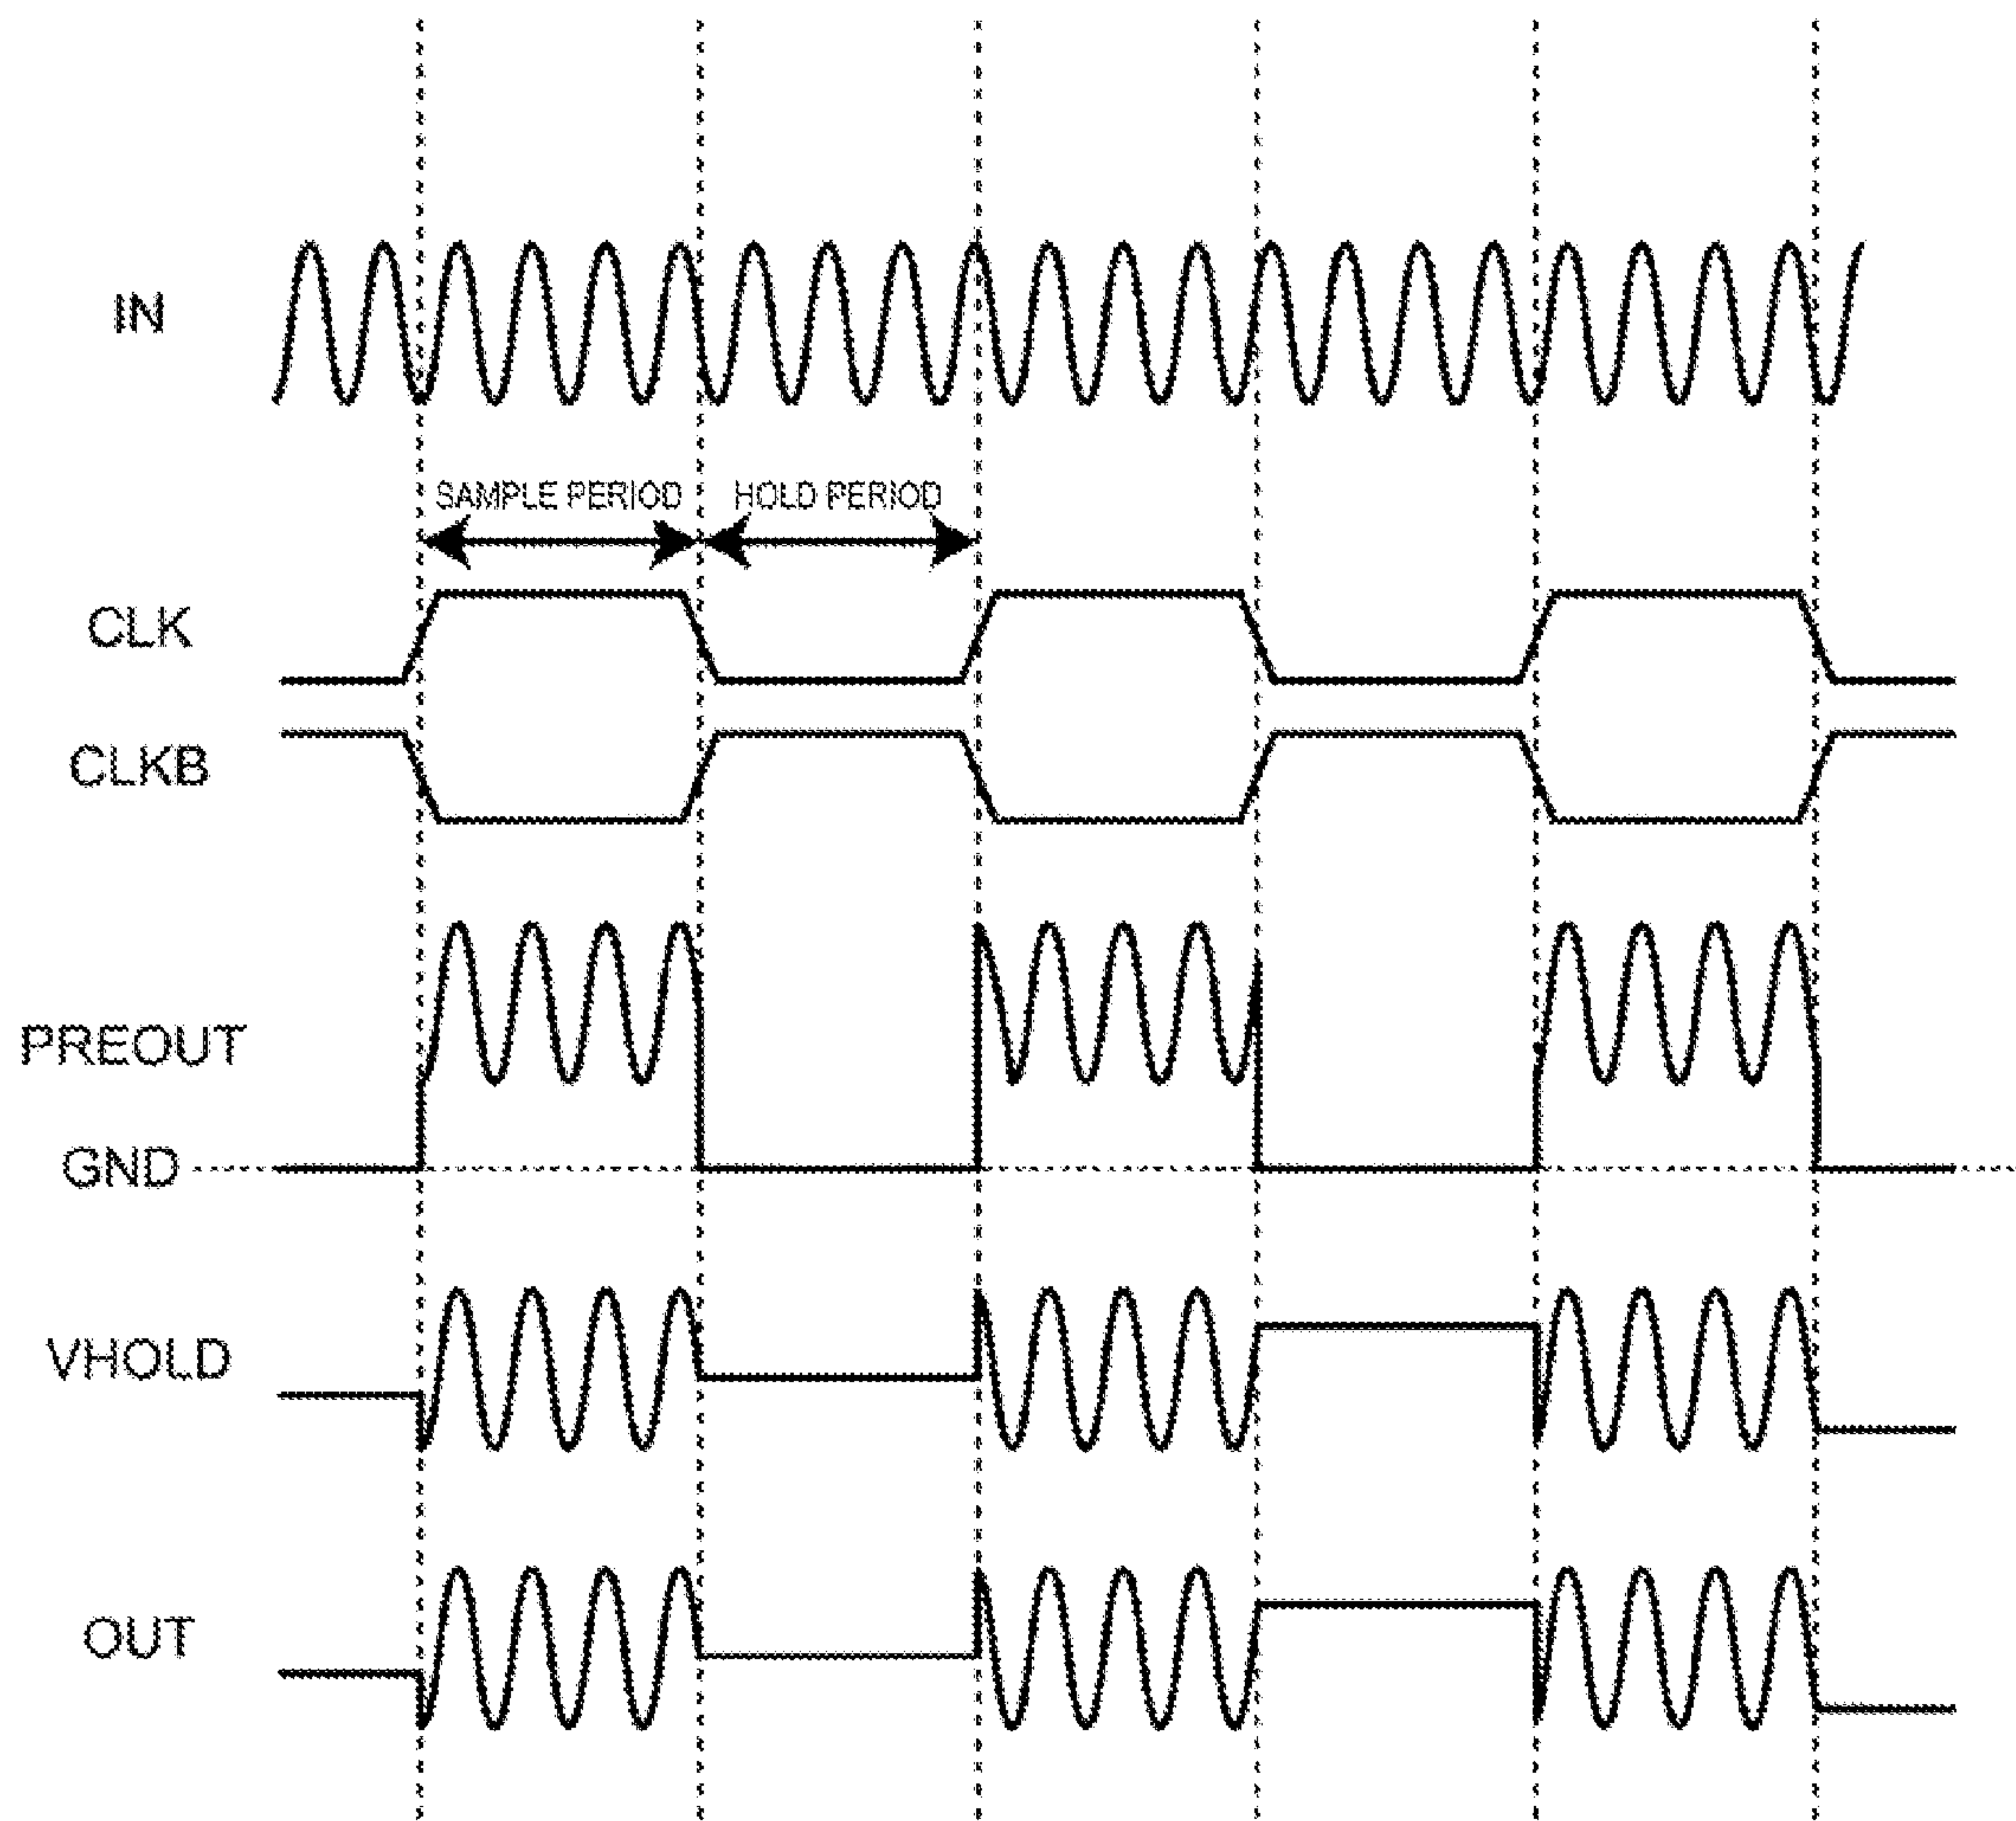 IN
SAMPLE PERIOD HOLD PERIOD
CLK
CLKB
PREOUT
GND
VHOLD
OUT